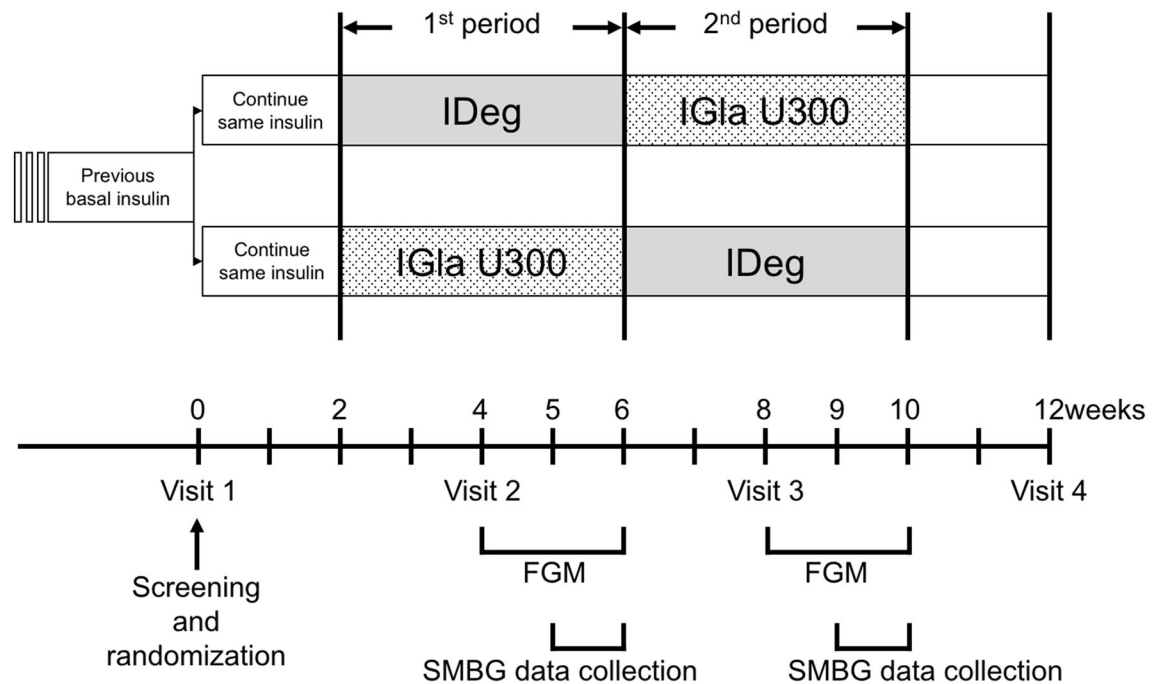 1st period
2nd period
Continue
same insulin
IDeg
IGla U300
Previous
basal insulin
Continue
same insulin
IGla U300
IDeg
0 2 4 5 6 8 9 10 12weeks
Visit 1 Visit 2 Visit 3 Visit 4
Screening
and
randomization
FGM FGM
SMBG data collection SMBG data collection